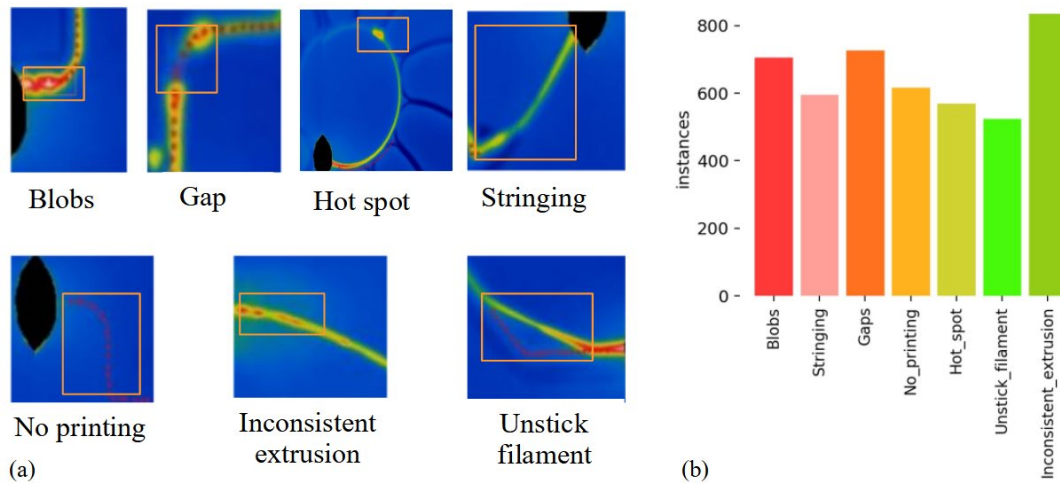 Blobs
Gap
Hot spot
Stringing
No printing
Inconsistent
extrusion
Unstick
filament
(a)
800
600
400
200
0
instances
Blobs
Stringing
Gaps
No_printing
Hot_spot
Unstick_filament
Inconsistent_extrusion
(b)